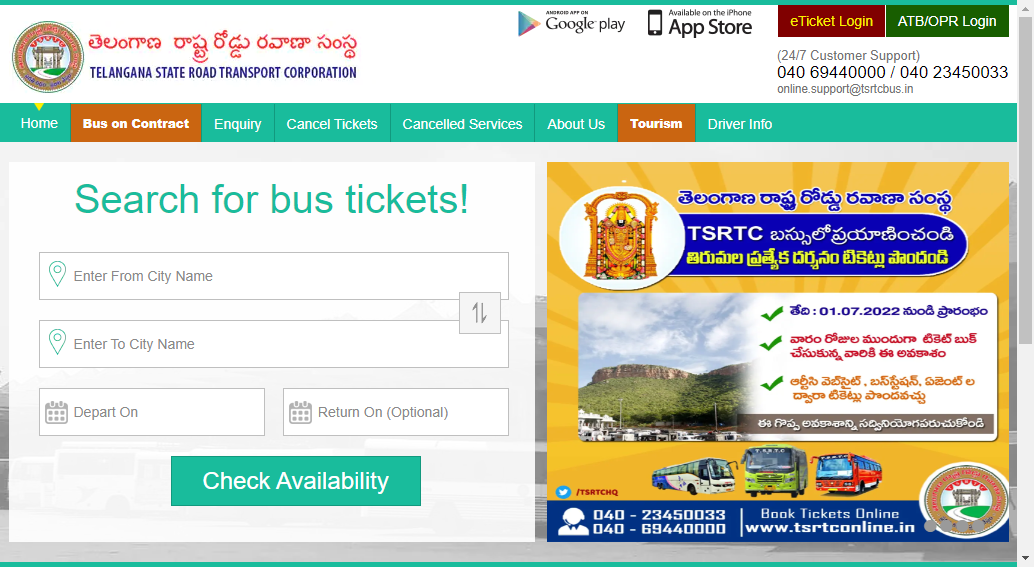 తెలంగాణ రాష్ట్ర రోడ్డు రవాణా సంస్థ
TELANGANA STATE ROAD TRANSPORT CORPORATION
ANDROID APP ON
Google play
Available on the iPhone
App Store
eTicket Login
ATB/OPR Login
(24/7 Customer Support)
040 69440000 / 040 23450033
online.support@tsrtcbus.in
Home
Bus on Contract
Enquiry
Cancel Tickets
Cancelled Services
About Us
Tourism
Driver Info
Search for bus tickets!
Enter From City Name
Enter To City Name
Depart On
Return On (Optional)
Check Availability
తెలంగాణ రాష్ట్ర రోడ్డు రవాణా సంస్థ
TSRTC బస్సులో ప్రయాణించండి
తిరుమల ప్రత్యేక దర్శనం టికెట్లు పొందండి
తేది : 01.07.2022 నుండి ప్రారంభం
వారం రోజుల ముందుగా టికెట్ బుక్
చేసుకున్న వారికి ఈ అవకాశం
ఆర్టీసి వెబ్‌సైట్ , బస్‌స్టేషన్, ఏజెంట్ ల
ద్వారా టికెట్లు పొందవచ్చు
ఈ గొప్ప అవకాశాన్ని సద్వినియోగపరుచుకోండి
T.S.R.T.C
/TSRTCHQ
040 - 23450033
040 - 69440000
Book Tickets Online
www.tsrtconline.in